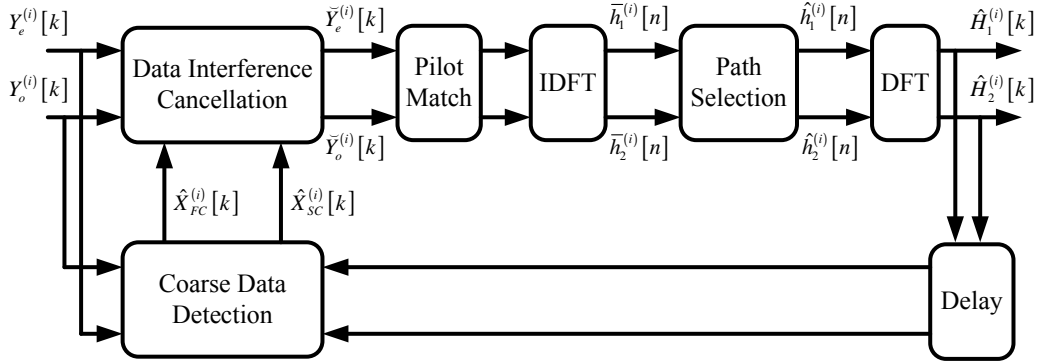 Y_e^{(i)}[k]
Y_o^{(i)}[k]
Data Interference
Cancellation
Y̆_e^{(i)}[k]
Y̆_o^{(i)}[k]
Pilot
Match
IDFT
h̅_1^{(i)}[n]
h̅_2^{(i)}[n]
Path
Selection
ĥ_1^{(i)}[n]
ĥ_2^{(i)}[n]
DFT
Ĥ_1^{(i)}[k]
Ĥ_2^{(i)}[k]
X̂_{FC}^{(i)}[k]
X̂_{SC}^{(i)}[k]
Coarse Data
Detection
Delay